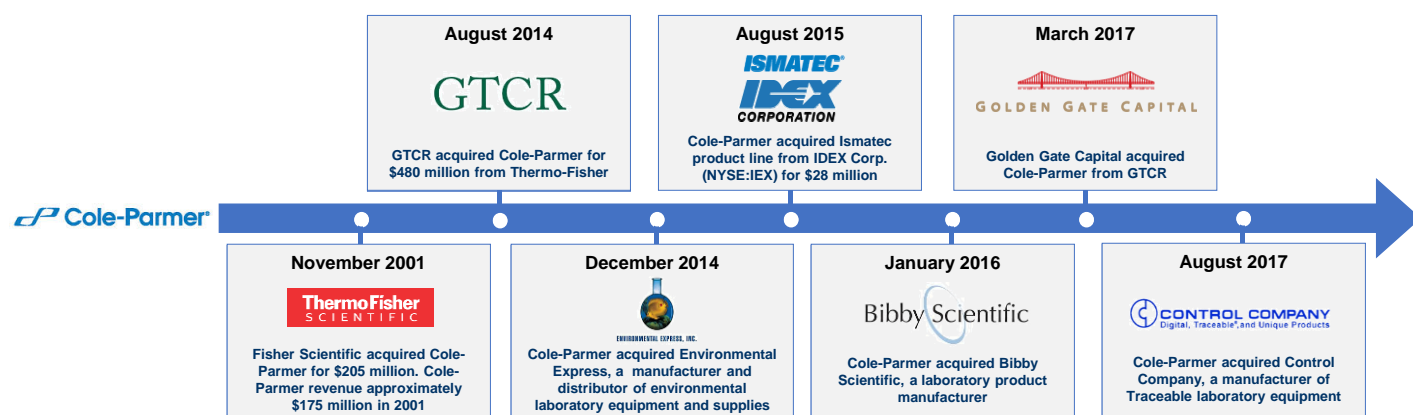 August 2014
GTCR
GTCR acquired Cole-Parmer for
$480 million from Thermo-Fisher
August 2015
ISMATEC®
IDEX
CORPORATION
Cole-Parmer acquired Ismatec
product line from IDEX Corp.
(NYSE:IEX) for $28 million
March 2017
GOLDEN GATE CAPITAL
Golden Gate Capital acquired
Cole-Parmer from GTCR
Cole-Parmer®
November 2001
ThermoFisher
SCIENTIFIC
Fisher Scientific acquired Cole-
Parmer for $205 million. Cole-
Parmer revenue approximately
$175 million in 2001
December 2014
ENVIRONMENTAL EXPRESS, INC.
Cole-Parmer acquired Environmental
Express, a manufacturer and
distributor of environmental
laboratory equipment and supplies
January 2016
Bibby Scientific
Cole-Parmer acquired Bibby
Scientific, a laboratory product
manufacturer
August 2017
CONTROL COMPANY
Digital, Traceable®, and Unique Products
Cole-Parmer acquired Control
Company, a manufacturer of
Traceable laboratory equipment